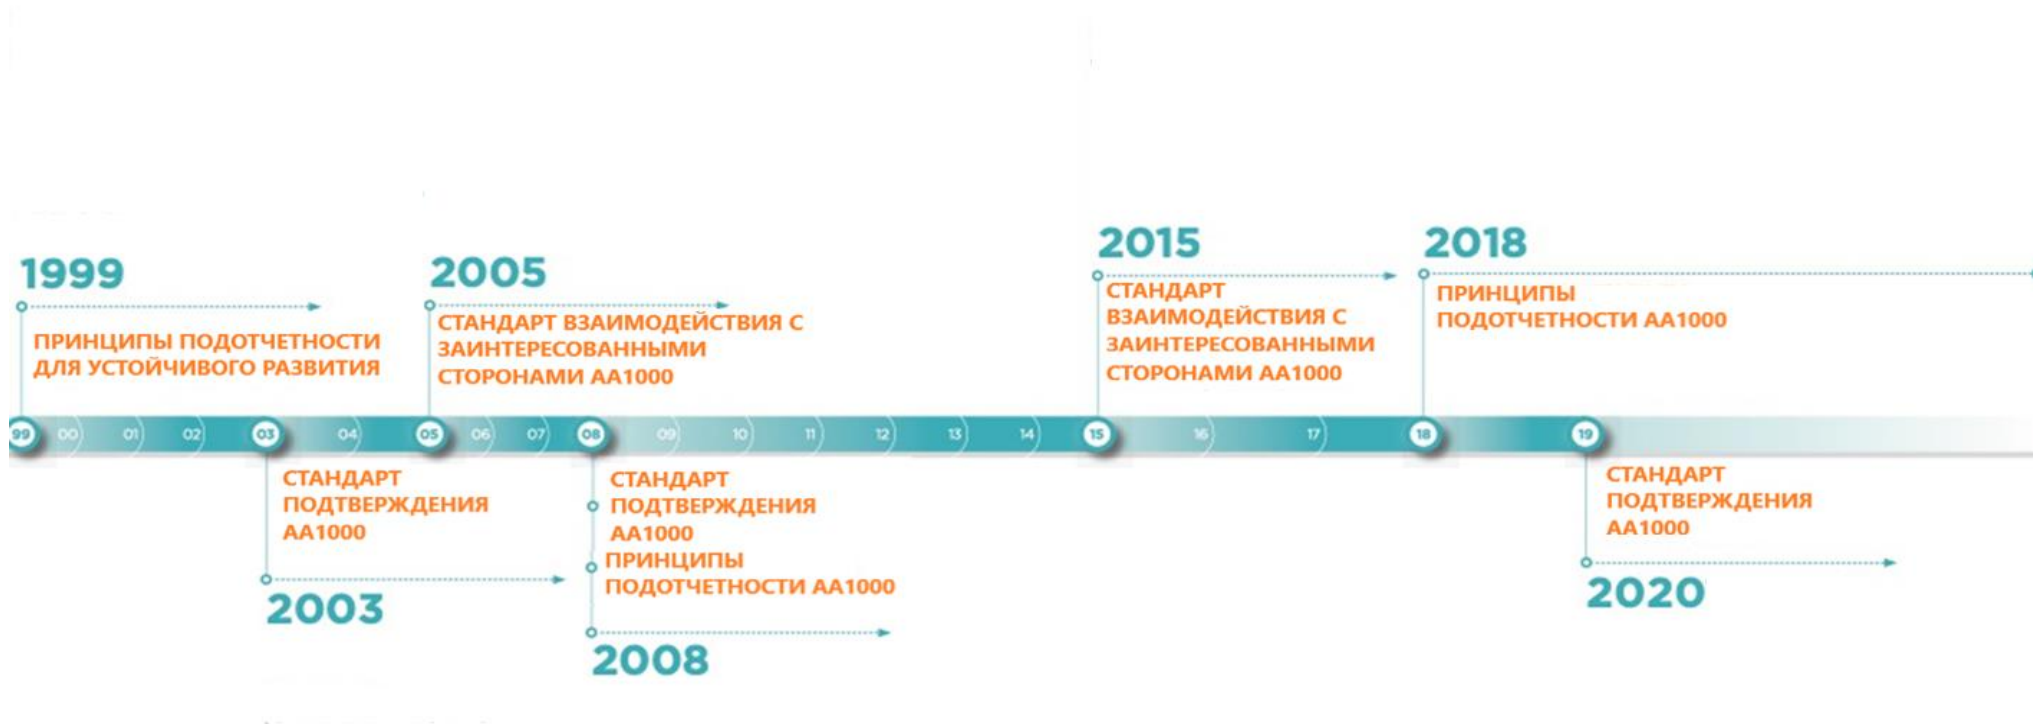 1999
ПРИНЦИПЫ ПОДОТЧЕТНОСТИ
ДЛЯ УСТОЙЧИВОГО РАЗВИТИЯ
2005
СТАНДАРТ ВЗАИМОДЕЙСТВИЯ С
ЗАИНТЕРЕСОВАННЫМИ
СТОРОНАМИ АА1000
2015
СТАНДАРТ
ВЗАИМОДЕЙСТВИЯ С
ЗАИНТЕРЕСОВАННЫМИ
СТОРОНАМИ АА1000
2018
ПРИНЦИПЫ
ПОДОТЧЕТНОСТИ АА1000
99 00 01 02 03 04 05 06 07 08 09 10 11 12 13 14 15 16 17 18 19
СТАНДАРТ
ПОДТВЕРЖДЕНИЯ
АА1000
2003
СТАНДАРТ
ПОДТВЕРЖДЕНИЯ
АА1000
ПРИНЦИПЫ
ПОДОТЧЕТНОСТИ АА1000
2008
СТАНДАРТ
ПОДТВЕРЖДЕНИЯ
АА1000
2020